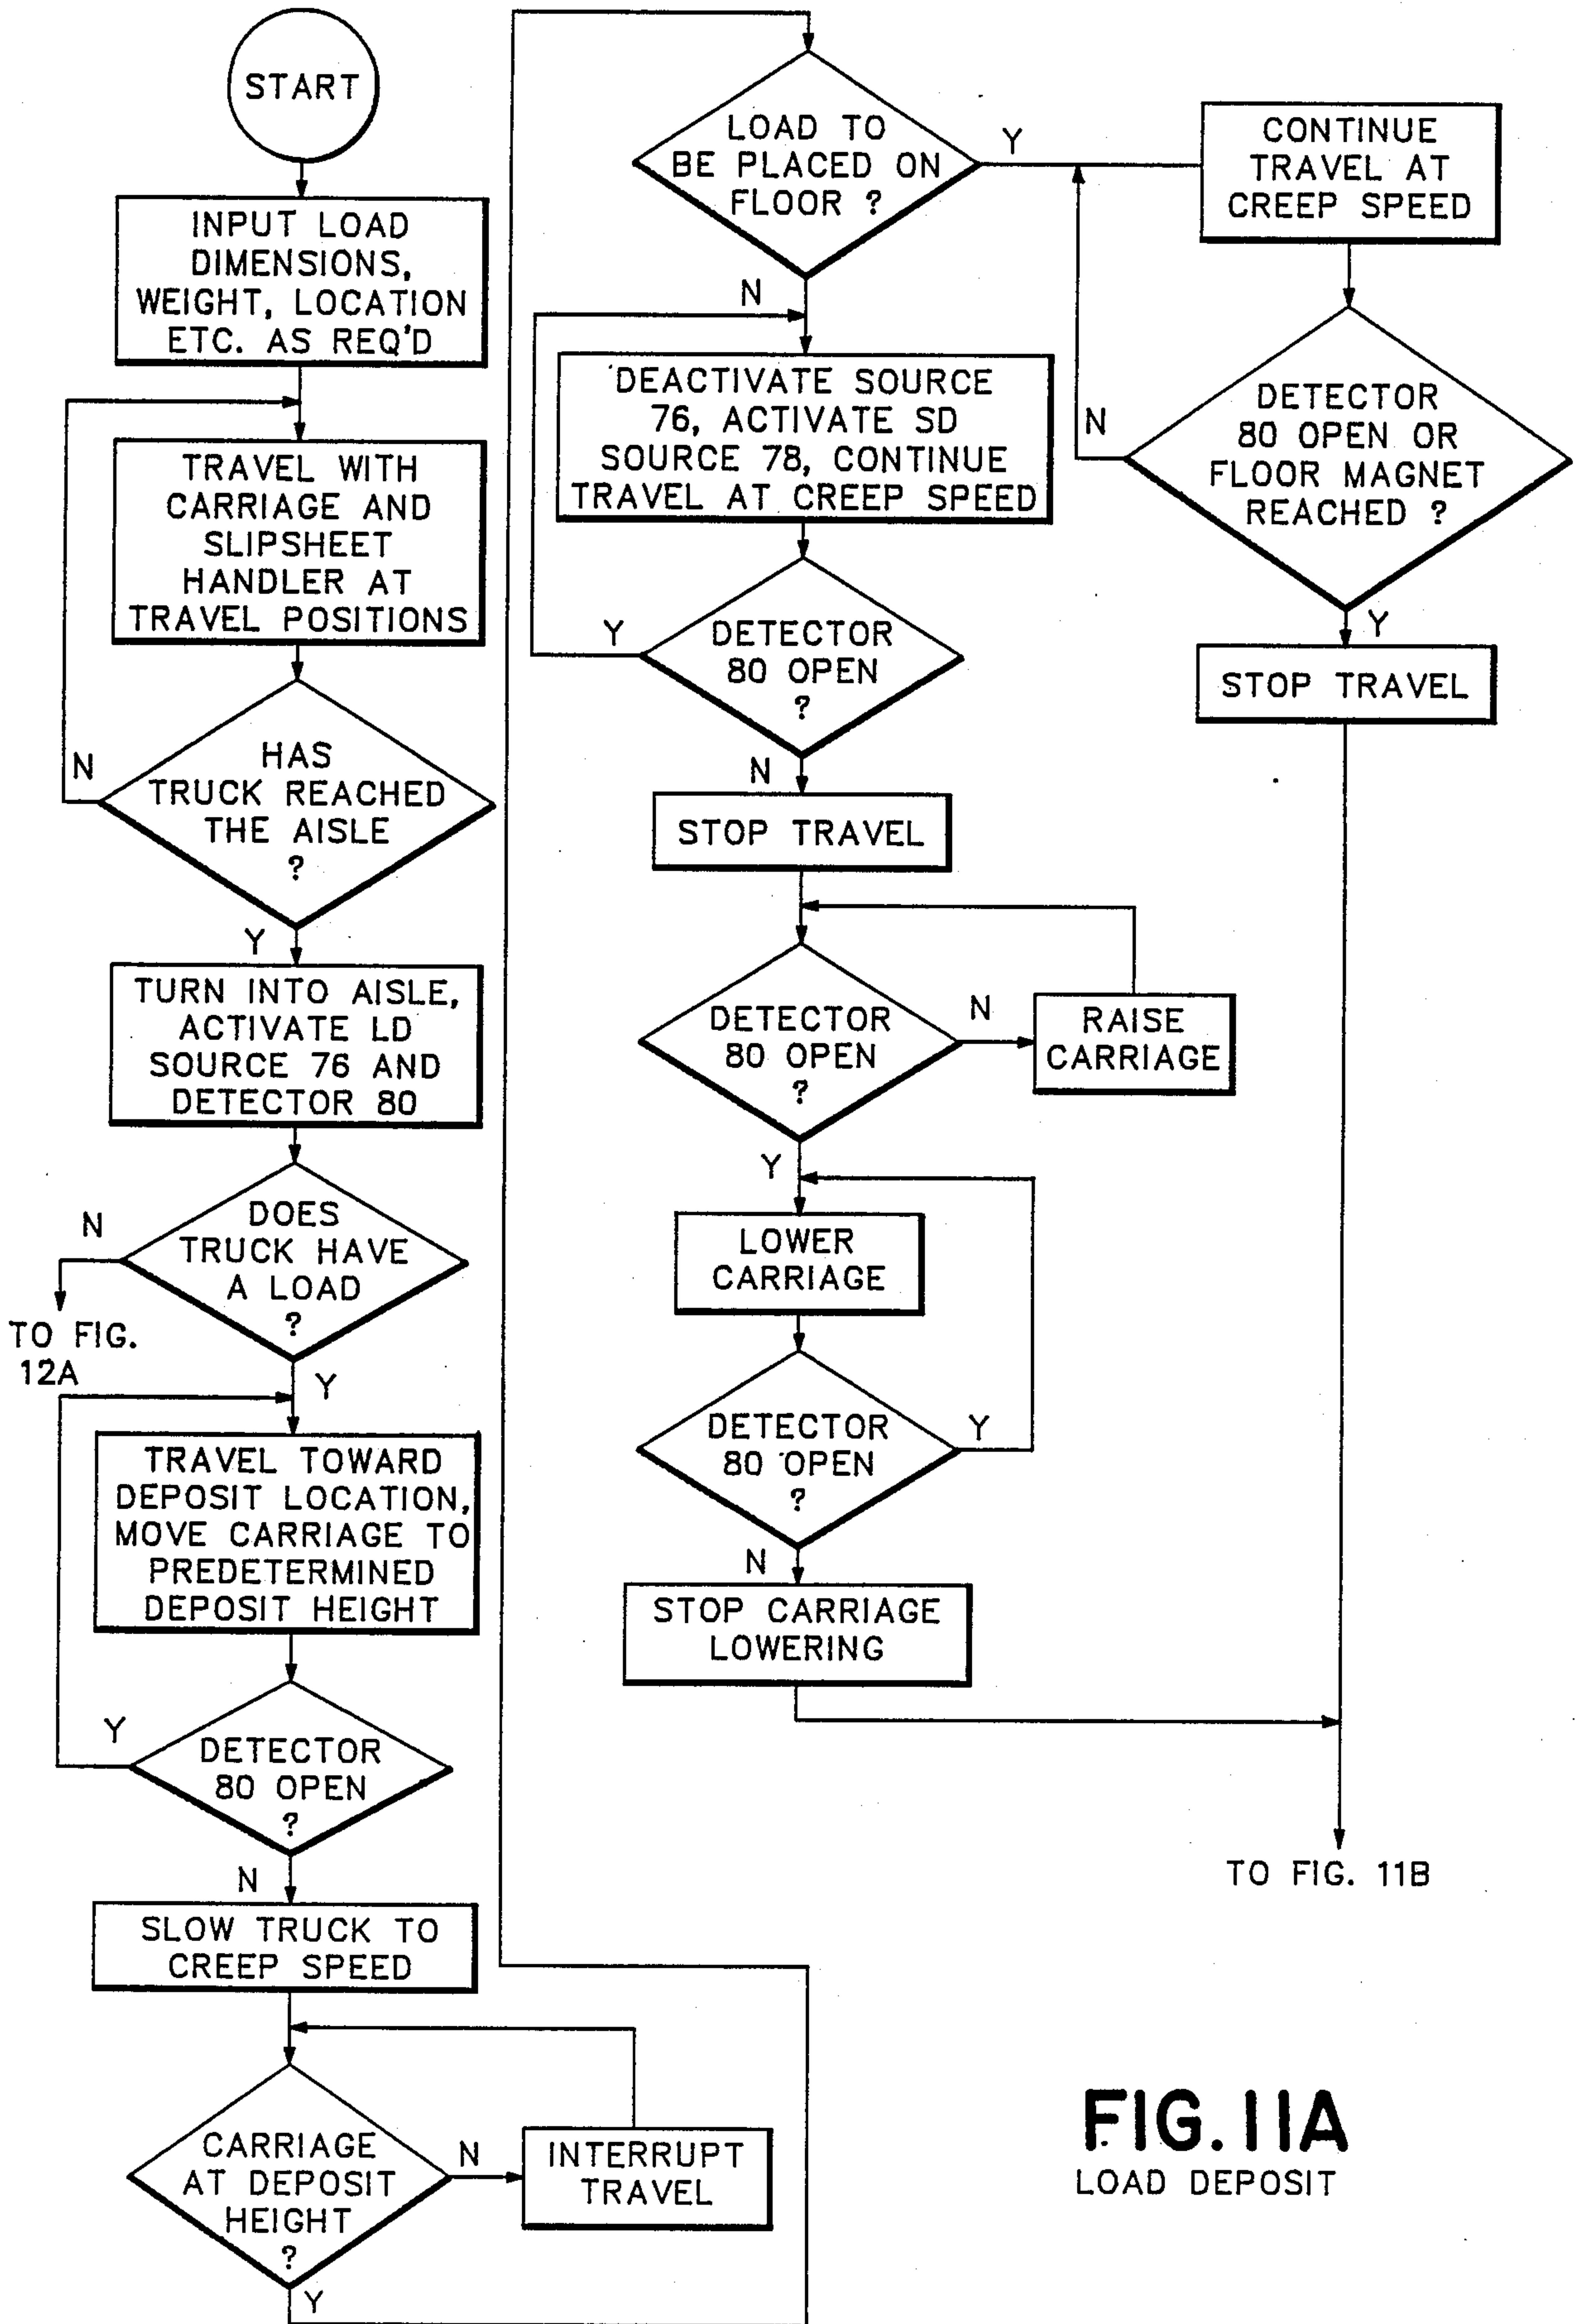 START
INPUT LOAD
DIMENSIONS,
WEIGHT, LOCATION
ETC. AS REQ'D
TRAVEL WITH
CARRIAGE AND
SLIPSHEET
HANDLER AT
TRAVEL POSITIONS
N
HAS
TRUCK REACHED
THE AISLE
?
Y
TURN INTO AISLE,
ACTIVATE LD
SOURCE 76 AND
DETECTOR 80
N
DOES
TRUCK HAVE
A LOAD
?
TO FIG.
12A
Y
TRAVEL TOWARD
DEPOSIT LOCATION,
MOVE CARRIAGE TO
PREDETERMINED
DEPOSIT HEIGHT
Y
DETECTOR
80 OPEN
?
N
SLOW TRUCK TO
CREEP SPEED
CARRIAGE
AT DEPOSIT
HEIGHT
?
N
INTERRUPT
TRAVEL
Y
LOAD TO
BE PLACED ON
FLOOR ?
Y
N
DEACTIVATE SOURCE
76, ACTIVATE SD
SOURCE 78, CONTINUE
TRAVEL AT CREEP SPEED
Y
DETECTOR
80 OPEN
?
N
STOP TRAVEL
DETECTOR
80 OPEN
?
N
RAISE
CARRIAGE
Y
LOWER
CARRIAGE
DETECTOR
80 OPEN
?
Y
N
STOP CARRIAGE
LOWERING
CONTINUE
TRAVEL AT
CREEP SPEED
N
DETECTOR
80 OPEN OR
FLOOR MAGNET
REACHED ?
Y
STOP TRAVEL
TO FIG. 11B
FIG. 11A
LOAD DEPOSIT